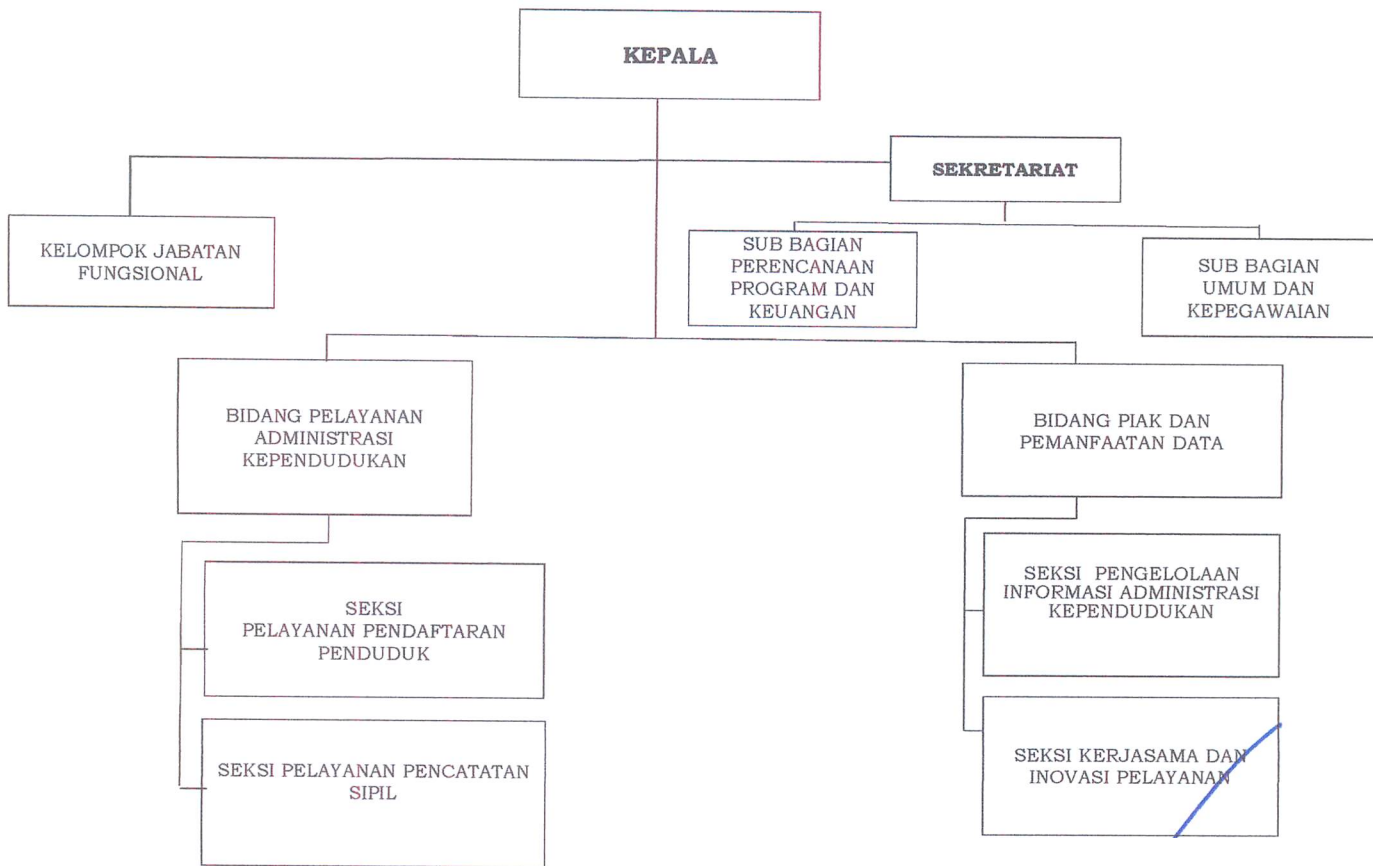 KEPALA
SEKRETARIAT
KELOMPOK JABATAN
FUNGSIONAL
SUB BAGIAN
PERENCANAAN
PROGRAM DAN
KEUANGAN
SUB BAGIAN
UMUM DAN
KEPEGAWAIAN
BIDANG PELAYANAN
ADMINISTRASI
KEPENDUDUKAN
BIDANG PIAK DAN
PEMANFAATAN DATA
SEKSI
PELAYANAN PENDAFTARAN
PENDUDUK
SEKSI PENGELOLAAN
INFORMASI ADMINISTRASI
KEPENDUDUKAN
SEKSI PELAYANAN PENCATATAN
SIPIL
SEKSI KERJASAMA DAN
INOVASI PELAYANAN